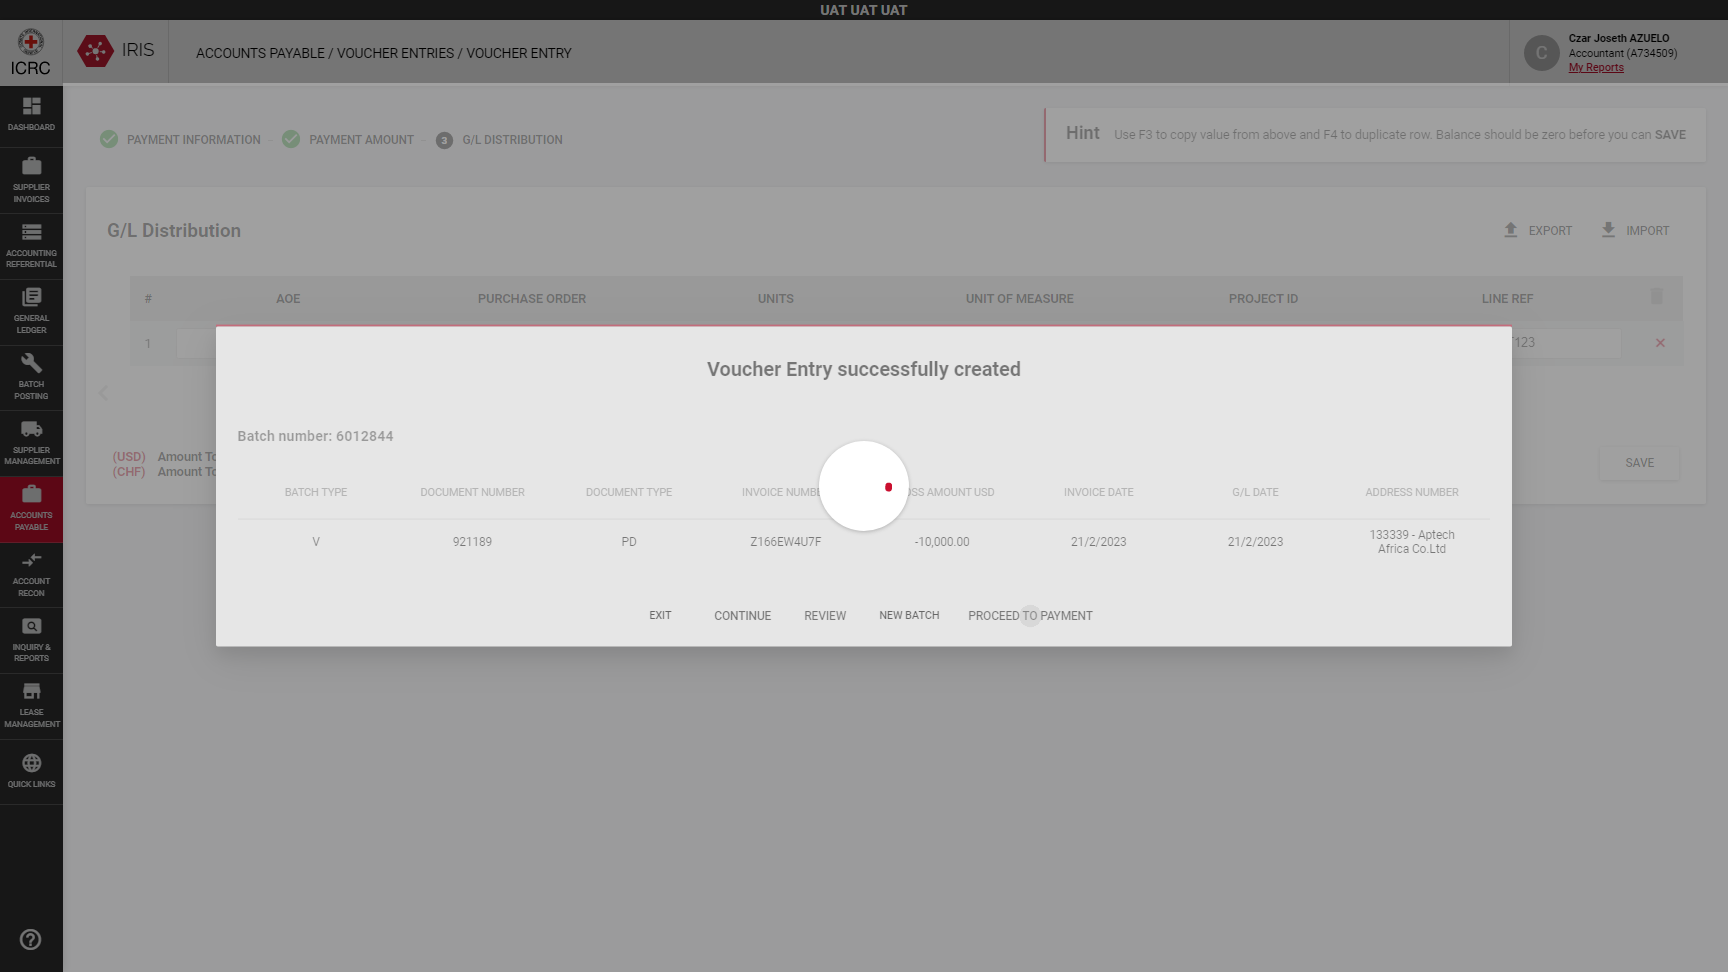 UAT UAT UAT
ICRC
IRIS
ACCOUNTS PAYABLE / VOUCHER ENTRIES / VOUCHER ENTRY
C
Czar Joseth AZUELO
Accountant (A734509)
My Reports
DASHBOARD
SUPPLIER
INVOICES
ACCOUNTING
REFERENTIAL
GENERAL
LEDGER
BATCH
POSTING
SUPPLIER
MANAGEMENT
ACCOUNTS
PAYABLE
ACCOUNT
RECON
INQUIRY &
REPORTS
LEASE
MANAGEMENT
QUICK LINKS
PAYMENT INFORMATION
PAYMENT AMOUNT
3 G/L DISTRIBUTION
Hint Use F3 to copy value from above and F4 to duplicate row. Balance should be zero before you can SAVE
G/L Distribution
EXPORT IMPORT
# AOE PURCHASE ORDER UNITS UNIT OF MEASURE PROJECT ID LINE REF
1 123
(USD) Amount
(CHF) Amount
SAVE
Voucher Entry successfully created
Batch number: 6012844
BATCH TYPE DOCUMENT NUMBER DOCUMENT TYPE INVOICE AMOUNT USD INVOICE DATE G/L DATE ADDRESS NUMBER
V 921189 PD Z166EW4U7F -10,000.00 21/2/2023 21/2/2023 133339 - Aptech
Africa Co.Ltd
EXIT CONTINUE REVIEW NEW BATCH PROCEED TO PAYMENT